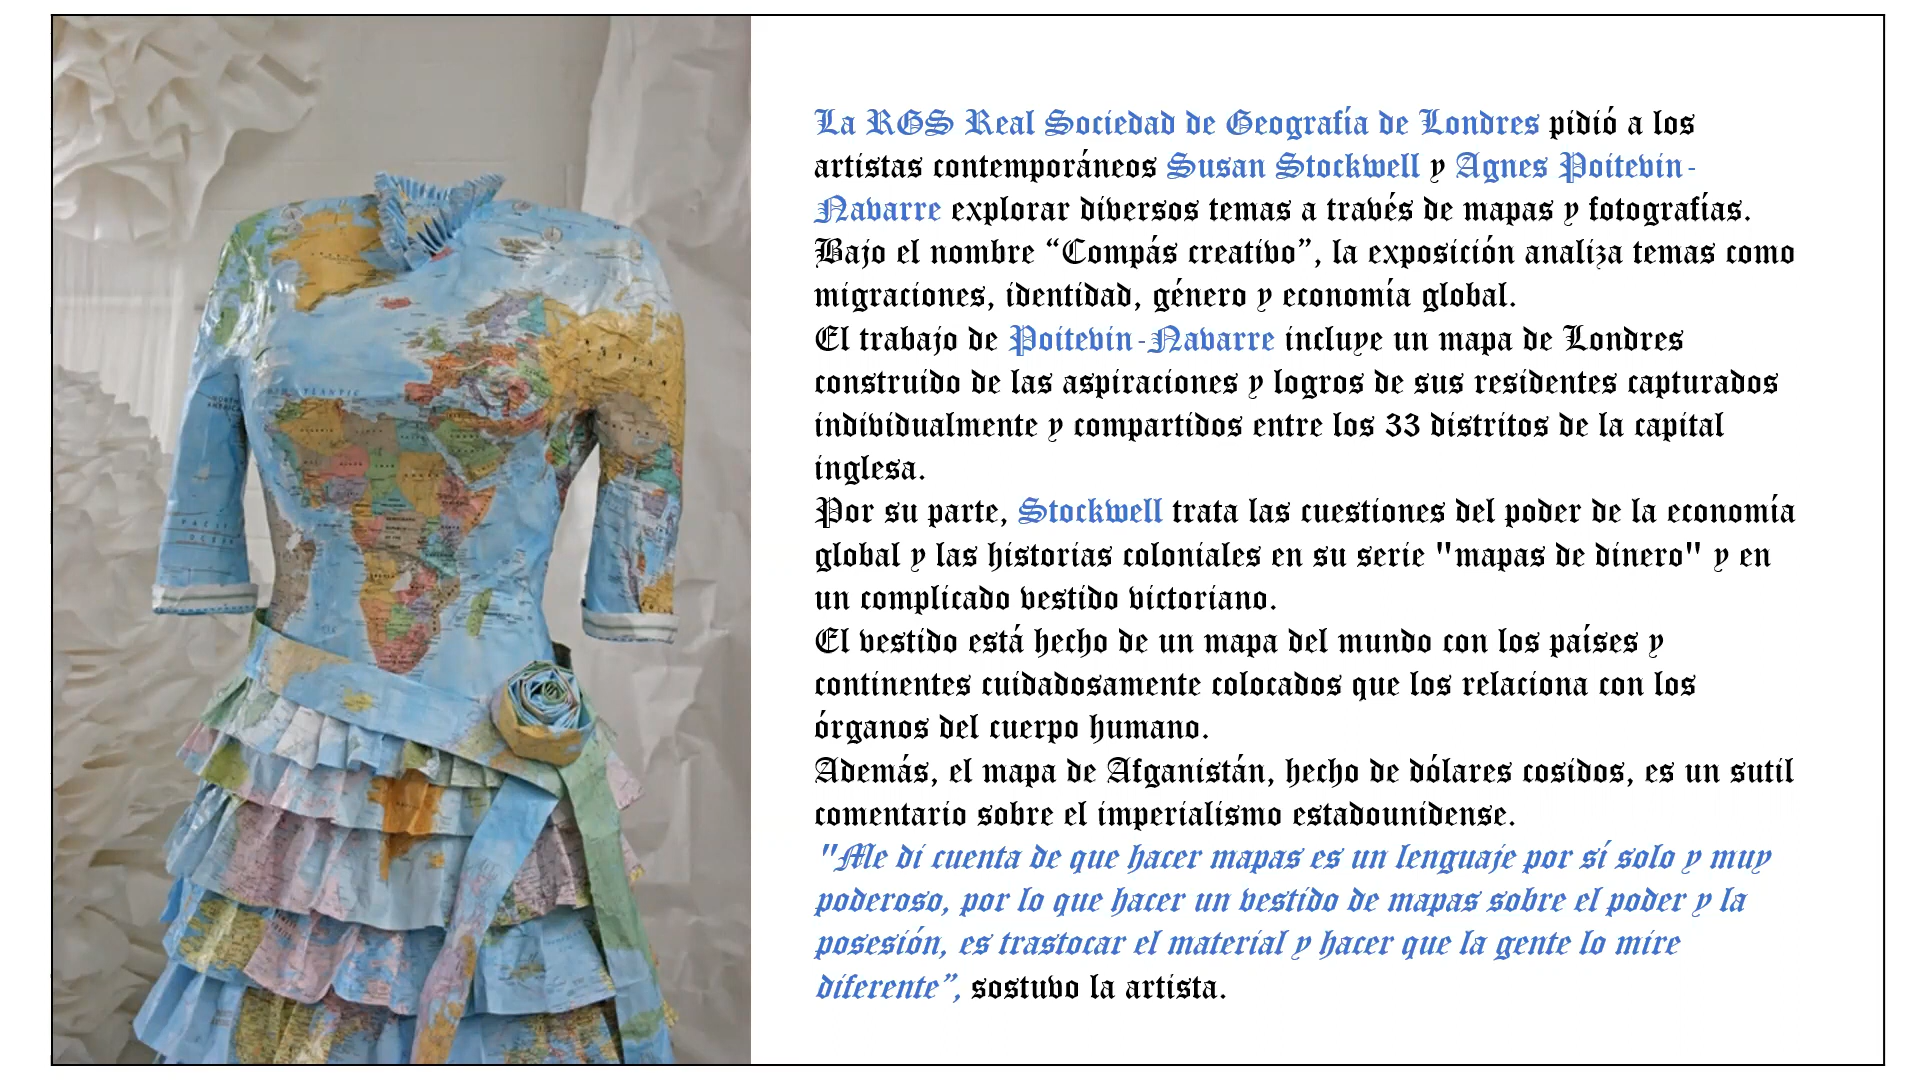 La RGS Real Sociedad de Geografía de Londres pidió a los
artistas contemporáneos Susan Stockwell y Agnes Poitevin-
Navarre explorar diversos temas a través de mapas y fotografías.
Bajo el nombre “Compás creativo”, la exposición analiza temas como
migraciones, identidad, género y economía global.
El trabajo de Poitevin-Navarre incluye un mapa de Londres
construido de las aspiraciones y logros de sus residentes capturados
individualmente y compartidos entre los 33 distritos de la capital
inglesa.
Por su parte, Stockwell trata las cuestiones del poder de la economía
global y las historias coloniales en su serie "mapas de dinero" y en
un complicado vestido victoriano.
El vestido está hecho de un mapa del mundo con los países y
continentes cuidadosamente colocados que los relaciona con los
órganos del cuerpo humano.
Además, el mapa de Afganistán, hecho de dólares cosidos, es un sutil
comentario sobre el imperialismo estadounidense.
"Me di cuenta de que hacer mapas es un lenguaje por sí solo y muy
poderoso, por lo que hacer un vestido de mapas sobre el poder y la
posesión, es trastocar el material y hacer que la gente lo mire
diferente”, sostuvo la artista.